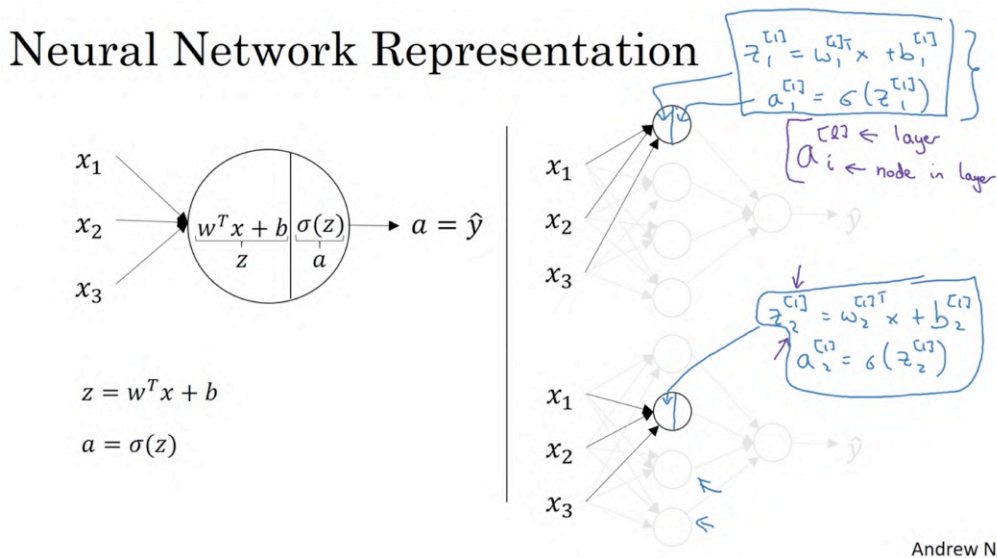 Neural Network Representation
x₁
x₂
x₃
wᵀx + b
z
σ(z)
a
a = ŷ
z = wᵀx + b
a = σ(z)
z₁^[1] = w₁^[1]ᵀ x + b₁^[1]
a₁^[1] = σ(z₁^[1])
a_i^[l] ← layer
← node in layer
x₁
x₂
x₃
ŷ
z₂^[1] = w₂^[1]ᵀ x + b₂^[1]
a₂^[1] = σ(z₂^[1])
x₁
x₂
x₃
ŷ
Andrew N